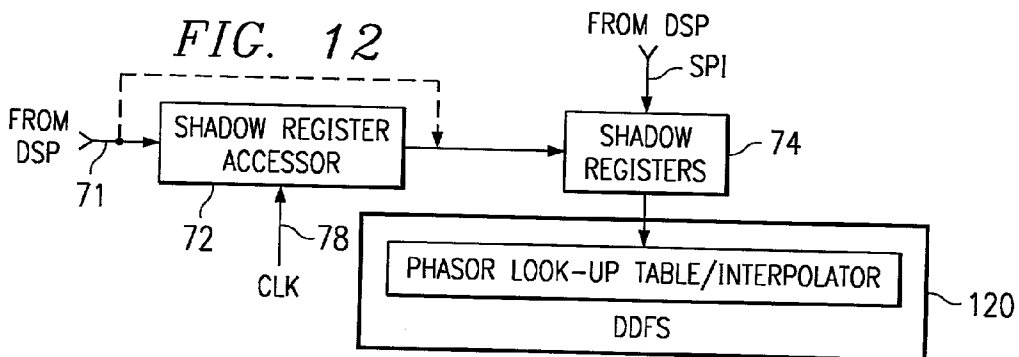 FIG. 12
FROM DSP
SPI
FROM
DSP
71
SHADOW REGISTER
ACCESSOR
72
78
CLK
SHADOW
REGISTERS
74
PHASOR LOOK-UP TABLE/INTERPOLATOR
DDFS
120